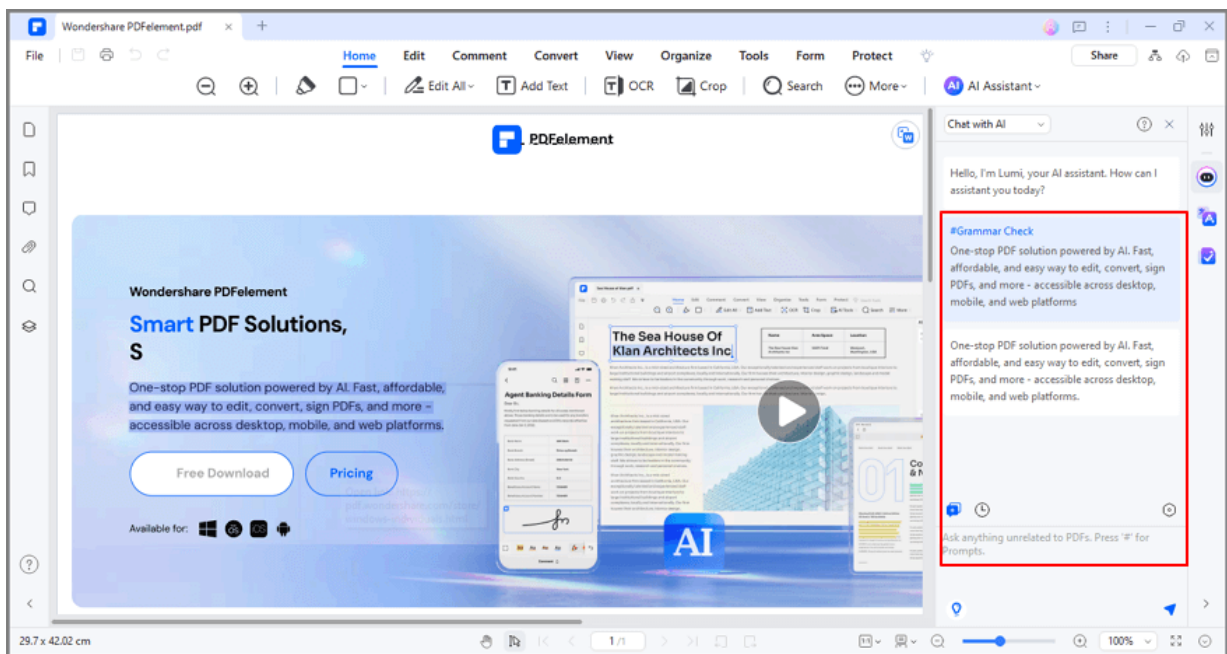 Wondershare PDFelement.pdf
File Home Edit Comment Convert View Organize Tools Form Protect Share
Edit All Add Text OCR Crop Search More AI AI Assistant
PDFelement
Wondershare PDFelement
Smart PDF Solutions,
S
One-stop PDF solution powered by AI. Fast, affordable,
and easy way to edit, convert, sign PDFs, and more –
accessible across desktop, mobile, and web platforms.
Free Download Pricing
Available for:
The Sea House Of
Klan Architects Inc
Agent Banking Details Form
01
AI
Chat with AI
Hello, I'm Lumi, your AI assistant. How can I
assistant you today?
#Grammar Check
One-stop PDF solution powered by AI. Fast,
affordable, and easy way to edit, convert, sign
PDFs, and more - accessible across desktop,
mobile, and web platforms
One-stop PDF solution powered by AI. Fast,
affordable, and easy way to edit, convert, sign
PDFs, and more - accessible across desktop,
mobile, and web platforms.
Ask anything unrelated to PDFs. Press '#' for
Prompts.
29.7 x 42.02 cm 1 /1 100%